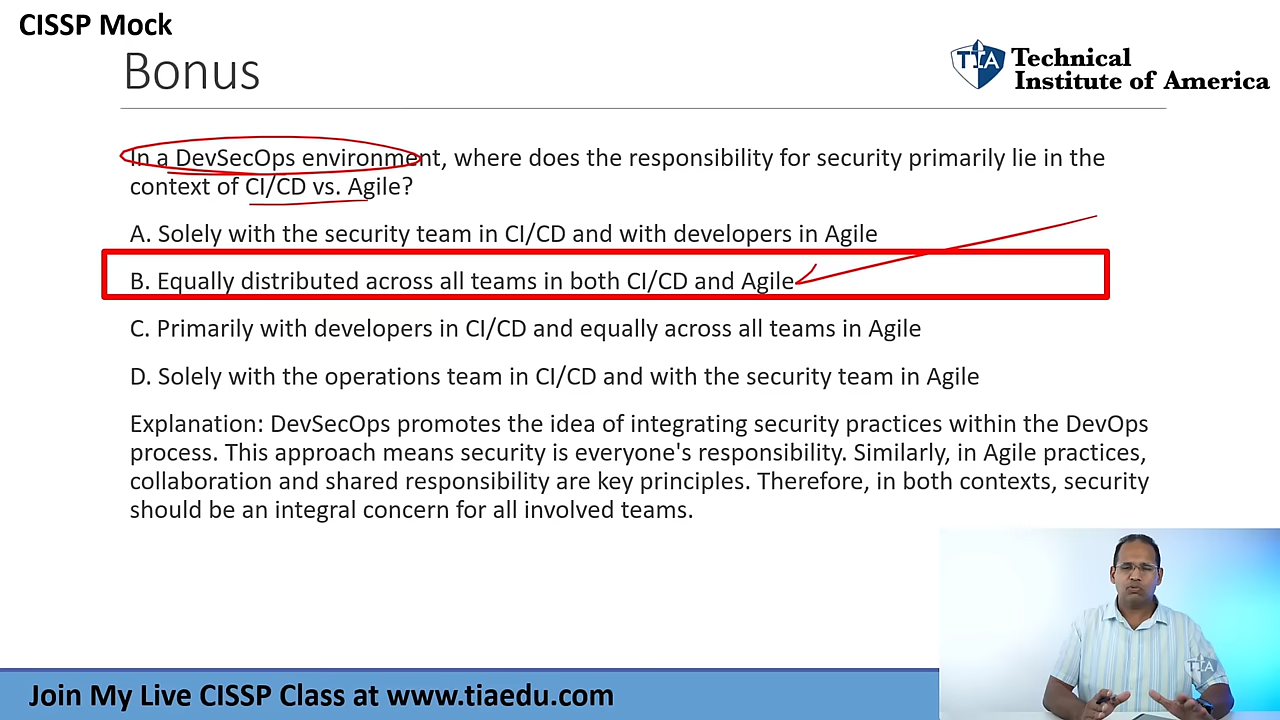 CISSP Mock
Bonus
TIA Technical
Institute of America
In a DevSecOps environment, where does the responsibility for security primarily lie in the
context of CI/CD vs. Agile?
A. Solely with the security team in CI/CD and with developers in Agile
B. Equally distributed across all teams in both CI/CD and Agile
C. Primarily with developers in CI/CD and equally across all teams in Agile
D. Solely with the operations team in CI/CD and with the security team in Agile
Explanation: DevSecOps promotes the idea of integrating security practices within the DevOps
process. This approach means security is everyone's responsibility. Similarly, in Agile practices,
collaboration and shared responsibility are key principles. Therefore, in both contexts, security
should be an integral concern for all involved teams.
TIA
Join My Live CISSP Class at www.tiaedu.com